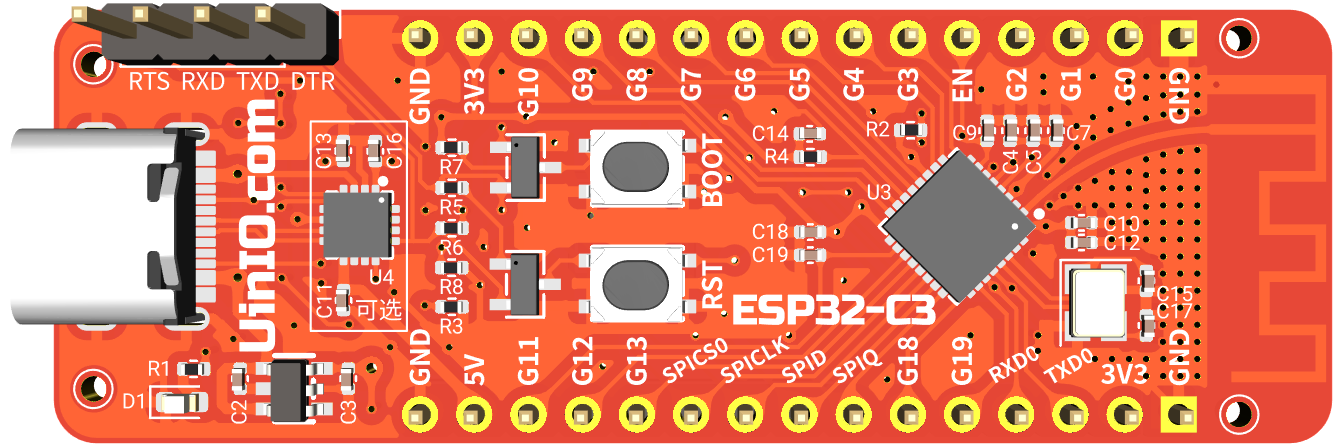 RTS RXD TXD DTR
GND 3V3 G10 G9 G8 G7 G6 G5 G4 G3 EN G2 G1 G0 GND
UinIO.com
C13 C16
U4
C11 可选
R7
R5
R6
R8
R3
BOOT
RST
C14
R4
R2
C9 C4 C3 C7
U3
C18
C19
C10
C12
C15
C17
ESP32-C3
R1
D1
C2
C3
GND 5V G11 G12 G13 SPICS0 SPICLK SPID SPIQ G18 G19 RXD0 TXD0 3V3 GND